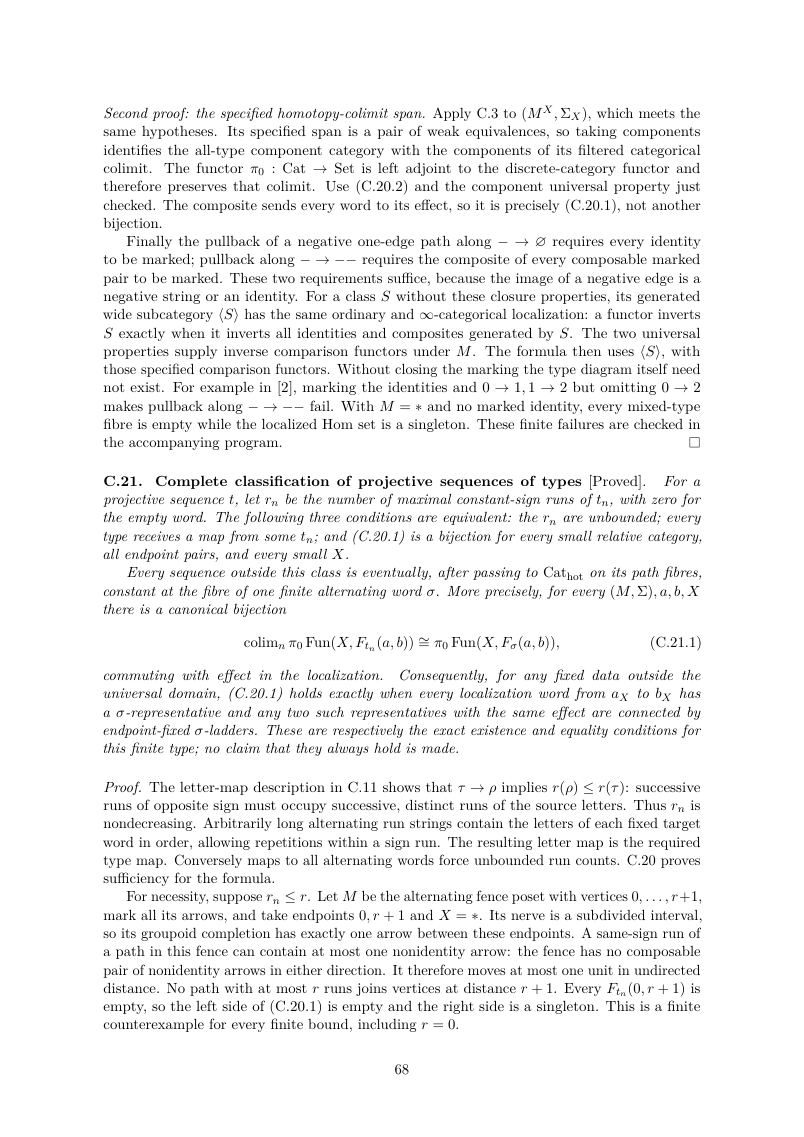 Second proof: the specified homotopy-colimit span. Apply C.3 to (M^X, Σ_X), which meets the
same hypotheses. Its specified span is a pair of weak equivalences, so taking components
identifies the all-type component category with the components of its filtered categorical
colimit. The functor π₀ : Cat → Set is left adjoint to the discrete-category functor and
therefore preserves that colimit. Use (C.20.2) and the component universal property just
checked. The composite sends every word to its effect, so it is precisely (C.20.1), not another
bijection.
Finally the pullback of a negative one-edge path along − → ∅ requires every identity
to be marked; pullback along − → −− requires the composite of every composable marked
pair to be marked. These two requirements suffice, because the image of a negative edge is a
negative string or an identity. For a class S without these closure properties, its generated
wide subcategory ⟨S⟩ has the same ordinary and ∞-categorical localization: a functor inverts
S exactly when it inverts all identities and composites generated by S. The two universal
properties supply inverse comparison functors under M. The formula then uses ⟨S⟩, with
those specified comparison functors. Without closing the marking the type diagram itself need
not exist. For example in [2], marking the identities and 0 → 1, 1 → 2 but omitting 0 → 2
makes pullback along − → −− fail. With M = ∗ and no marked identity, every mixed-type
fibre is empty while the localized Hom set is a singleton. These finite failures are checked in
the accompanying program. □
C.21. Complete classification of projective sequences of types [Proved]. For a
projective sequence t, let r_n be the number of maximal constant-sign runs of t_n, with zero for
the empty word. The following three conditions are equivalent: the r_n are unbounded; every
type receives a map from some t_n; and (C.20.1) is a bijection for every small relative category,
all endpoint pairs, and every small X.
Every sequence outside this class is eventually, after passing to Cat_hot on its path fibres,
constant at the fibre of one finite alternating word σ. More precisely, for every (M, Σ), a, b, X
there is a canonical bijection
colim_n π₀ Fun(X, F_{t_n}(a, b)) ≅ π₀ Fun(X, F_σ(a, b)), (C.21.1)
commuting with effect in the localization. Consequently, for any fixed data outside the
universal domain, (C.20.1) holds exactly when every localization word from a_X to b_X has
a σ-representative and any two such representatives with the same effect are connected by
endpoint-fixed σ-ladders. These are respectively the exact existence and equality conditions for
this finite type; no claim that they always hold is made.
Proof. The letter-map description in C.11 shows that τ → ρ implies r(ρ) ≤ r(τ): successive
runs of opposite sign must occupy successive, distinct runs of the source letters. Thus r_n is
nondecreasing. Arbitrarily long alternating run strings contain the letters of each fixed target
word in order, allowing repetitions within a sign run. The resulting letter map is the required
type map. Conversely maps to all alternating words force unbounded run counts. C.20 proves
sufficiency for the formula.
For necessity, suppose r_n ≤ r. Let M be the alternating fence poset with vertices 0, . . . , r+1,
mark all its arrows, and take endpoints 0, r + 1 and X = ∗. Its nerve is a subdivided interval,
so its groupoid completion has exactly one arrow between these endpoints. A same-sign run of
a path in this fence can contain at most one nonidentity arrow: the fence has no composable
pair of nonidentity arrows in either direction. It therefore moves at most one unit in undirected
distance. No path with at most r runs joins vertices at distance r + 1. Every F_{t_n}(0, r + 1) is
empty, so the left side of (C.20.1) is empty and the right side is a singleton. This is a finite
counterexample for every finite bound, including r = 0.
68